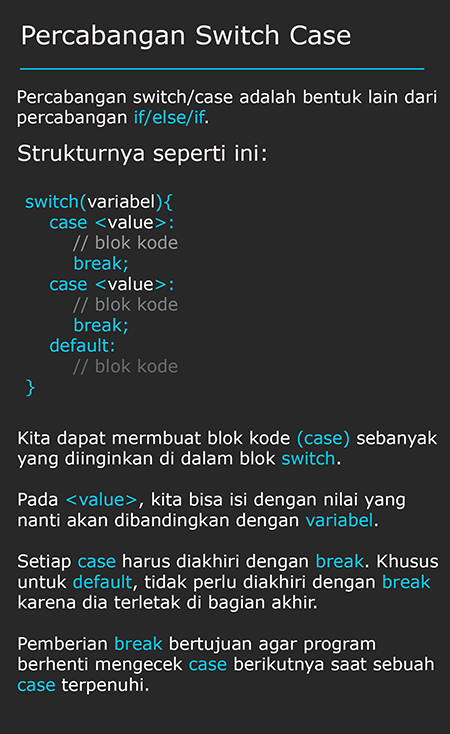 Percabangan Switch Case
Percabangan switch/case adalah bentuk lain dari
percabangan if/else/if.
Strukturnya seperti ini:
switch(variabel){
case <value>:
// blok kode
break;
case <value>:
// blok kode
break;
default:
// blok kode
}
Kita dapat mermbuat blok kode (case) sebanyak
yang diinginkan di dalam blok switch.
Pada <value>, kita bisa isi dengan nilai yang
nanti akan dibandingkan dengan variabel.
Setiap case harus diakhiri dengan break. Khusus
untuk default, tidak perlu diakhiri dengan break
karena dia terletak di bagian akhir.
Pemberian break bertujuan agar program
berhenti mengecek case berikutnya saat sebuah
case terpenuhi.